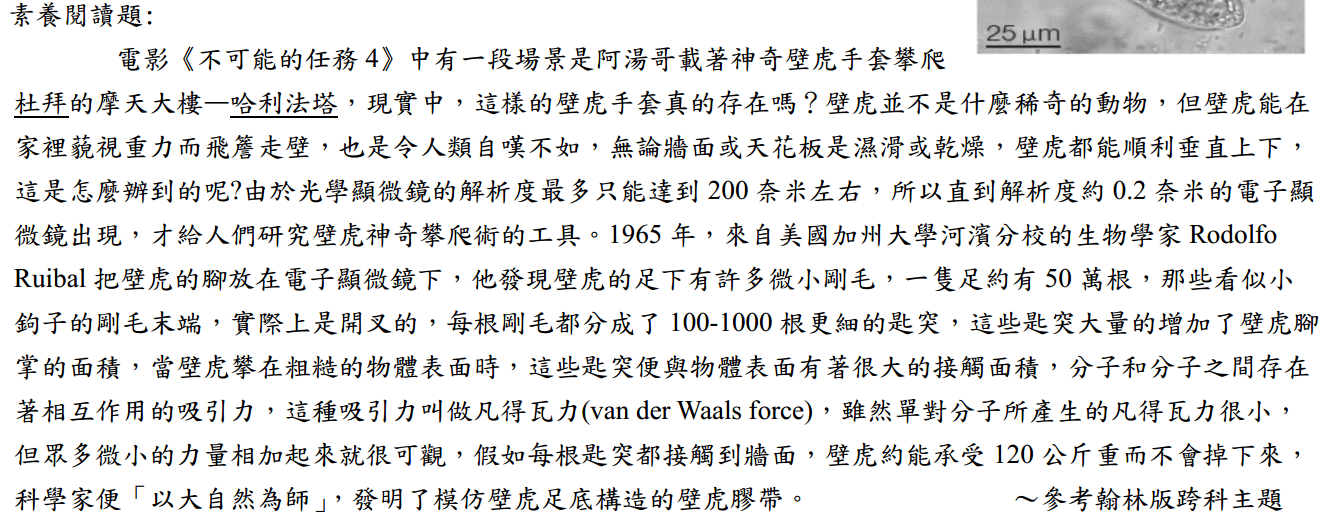 素養閱讀題:
25 μm
電影《不可能的任務 4》中有一段場景是阿湯哥載著神奇壁虎手套攀爬
杜拜的摩天大樓—哈利法塔，現實中，這樣的壁虎手套真的存在嗎？壁虎並不是什麼稀奇的動物，但壁虎能在
家裡藐視重力而飛簷走壁，也是令人類自嘆不如，無論牆面或天花板是濕滑或乾燥，壁虎都能順利垂直上下，
這是怎麼辦到的呢?由於光學顯微鏡的解析度最多只能達到 200 奈米左右，所以直到解析度約 0.2 奈米的電子顯
微鏡出現，才給人們研究壁虎神奇攀爬術的工具。1965 年，來自美國加州大學河濱分校的生物學家 Rodolfo
Ruibal 把壁虎的腳放在電子顯微鏡下，他發現壁虎的足下有許多微小剛毛，一隻足約有 50 萬根，那些看似小
鉤子的剛毛末端，實際上是開叉的，每根剛毛都分成了 100-1000 根更細的匙突，這些匙突大量的增加了壁虎腳
掌的面積，當壁虎攀在粗糙的物體表面時，這些匙突便與物體表面有著很大的接觸面積，分子和分子之間存在
著相互作用的吸引力，這種吸引力叫做凡得瓦力(van der Waals force)，雖然單對分子所產生的凡得瓦力很小，
但眾多微小的力量相加起來就很可觀，假如每根匙突都接觸到牆面，壁虎約能承受 120 公斤重而不會掉下來，
科學家便「以大自然為師」，發明了模仿壁虎足底構造的壁虎膠帶。 ～參考翰林版跨科主題